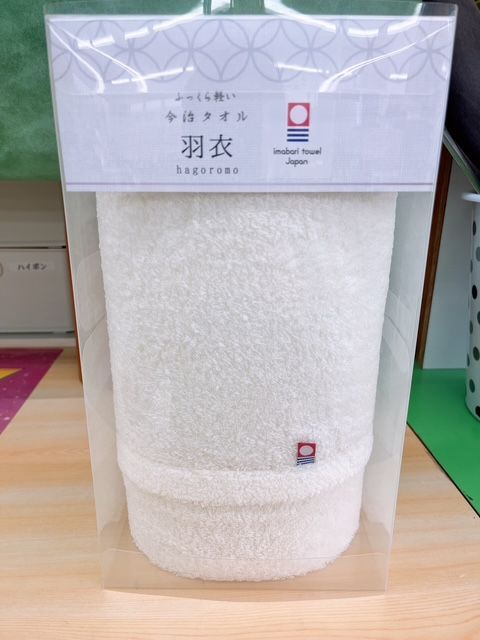 ふっくら軽い
今治タオル
羽衣
hagoromo
imabari towel
Japan
ハイポン